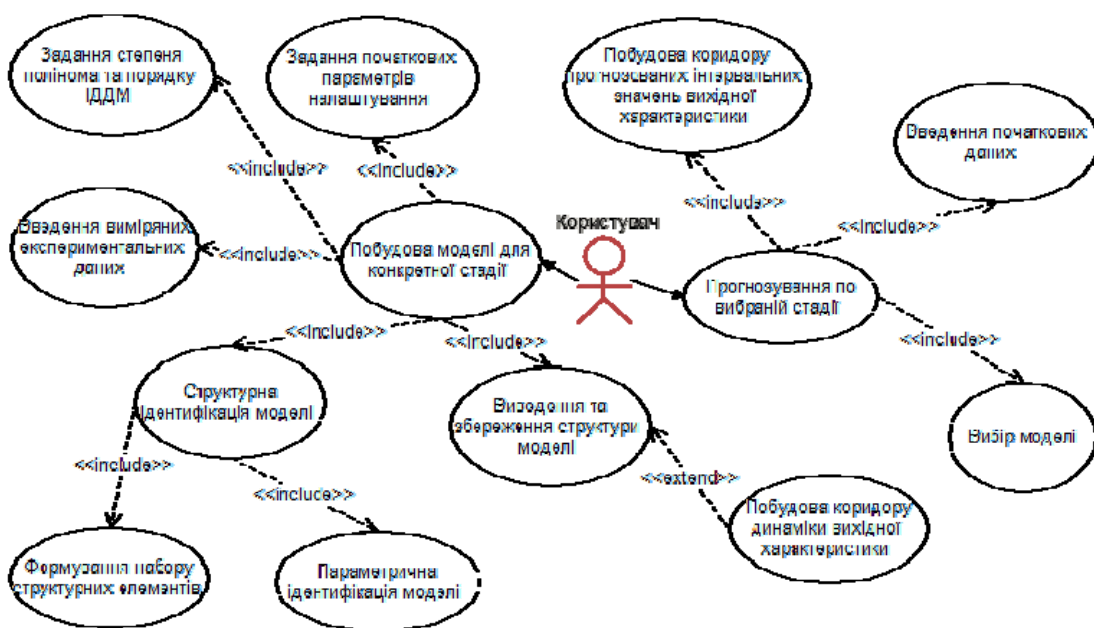 Задання степеня
полінома та порядку
ІДДМ
Задання початкових
параметрів
налаштування
Побудова коридору
прогнозованих інтервальних
значень вихідної
характеристики
Введення початкових
даних
<<include>>
<<include>>
<<include>>
<<include>>
Введення виміряних
експериментальних
даних
<<include>>
Побудова моделі для
конкретної стадії
Користувач
Прогнозування по
вибраній стадії
<<include>>
<<include>>
<<include>>
Структурна
ідентифікація моделі
Виведення та
збереження структури
моделі
Вибір моделі
<<include>>
<<include>>
<<extend>>
Формування набору
структурних елементів
Параметрична
ідентифікація моделі
Побудова коридору
динаміки вихідної
характеристики